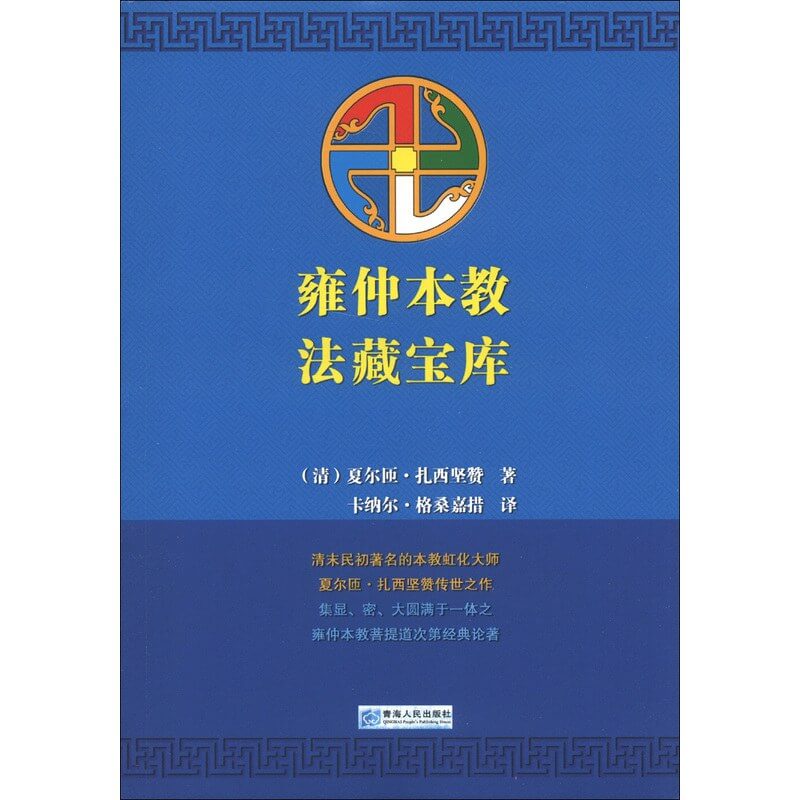 雍仲本教
法藏宝库
（清）夏尔匝·扎西坚赞 著
卡纳尔·格桑嘉措 译
清末民初著名的本教虹化大师
夏尔匝·扎西坚赞传世之作
集显、密、大圆满于一体之
雍仲本教菩提道次第经典论著
青海人民出版社
QINGHAI People's Publishing House